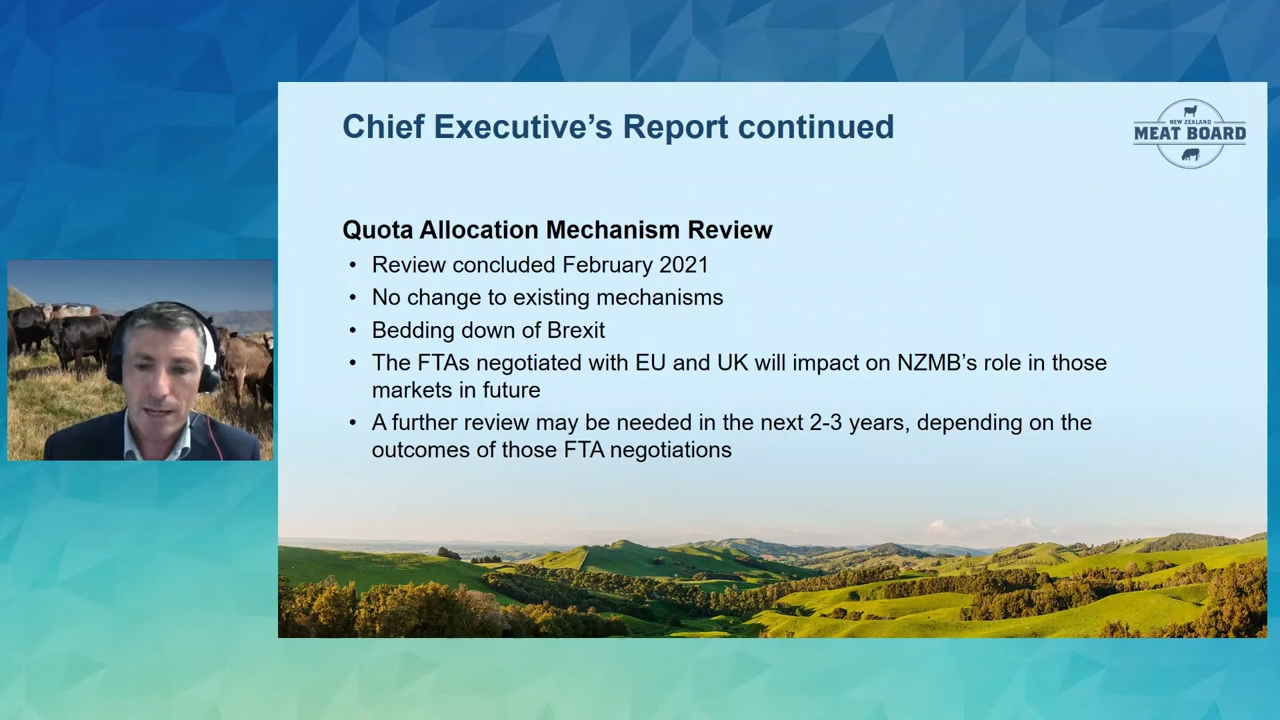 Chief Executive’s Report continued
NEW ZEALAND
MEAT BOARD
Quota Allocation Mechanism Review
• Review concluded February 2021
• No change to existing mechanisms
• Bedding down of Brexit
• The FTAs negotiated with EU and UK will impact on NZMB’s role in those
markets in future
• A further review may be needed in the next 2-3 years, depending on the
outcomes of those FTA negotiations